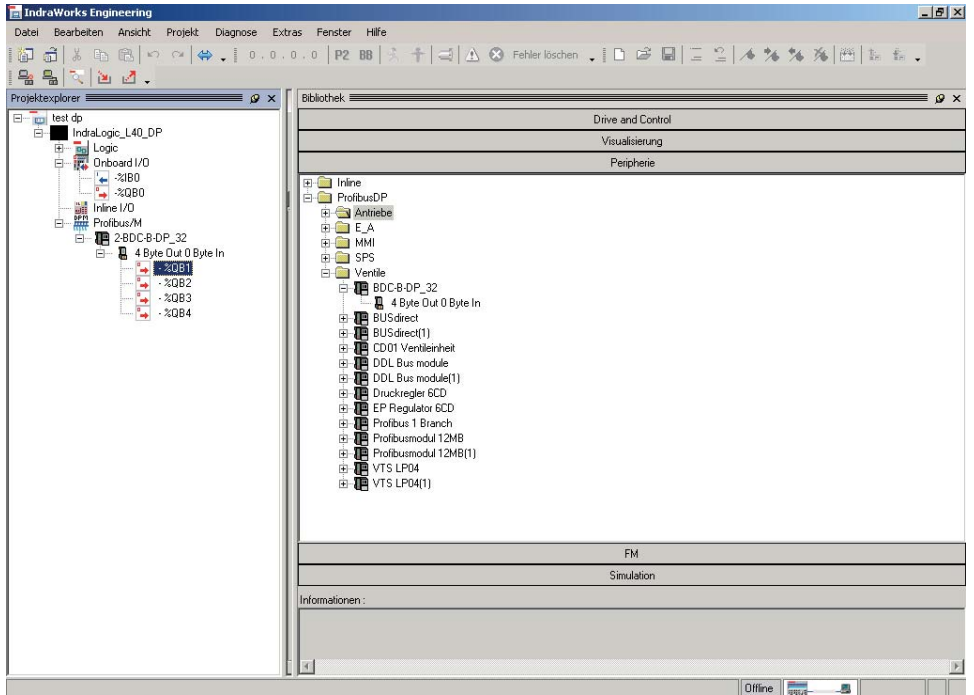 IndraWorks Engineering
Datei Bearbeiten Ansicht Projekt Diagnose Extras Fenster Hilfe
0 . 0 . 0 . 0 P2 BB Fehler löschen
Projektexplorer
test dp
IndraLogic_L40_DP
Logic
Onboard I/O
-%IB0
-%QB0
Inline I/O
Profibus/M
2-BDC-B-DP_32
4 Byte Out 0 Byte In
- %QB1
- %QB2
- %QB3
- %QB4
Bibliothek
Drive and Control
Visualisierung
Peripherie
Inline
ProfibusDP
Antriebe
E_A
MMI
SPS
Ventile
BDC-B-DP_32
4 Byte Out 0 Byte In
BUSdirect
BUSdirect(1)
CD01 Ventileinheit
DDL Bus module
DDL Bus module(1)
Druckregler 6CD
EP Regulator 6CD
Profibus 1 Branch
Profibusmodul 12MB
Profibusmodul 12MB(1)
VTS LP04
VTS LP04(1)
FM
Simulation
Informationen :
Offline